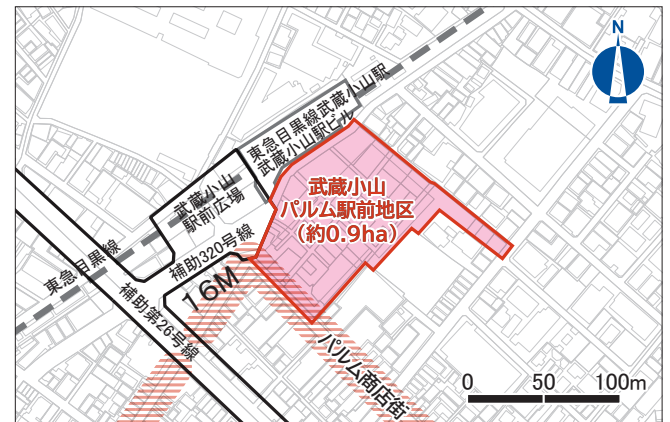 N
東急目黒線武蔵小山駅
武蔵小山駅ビル
武蔵小山
駅前広場
武蔵小山
パルム駅前地区
（約0.9ha）
東急目黒線
補助320号線
16M
補助第26号線
パルム商店街
0 50 100m